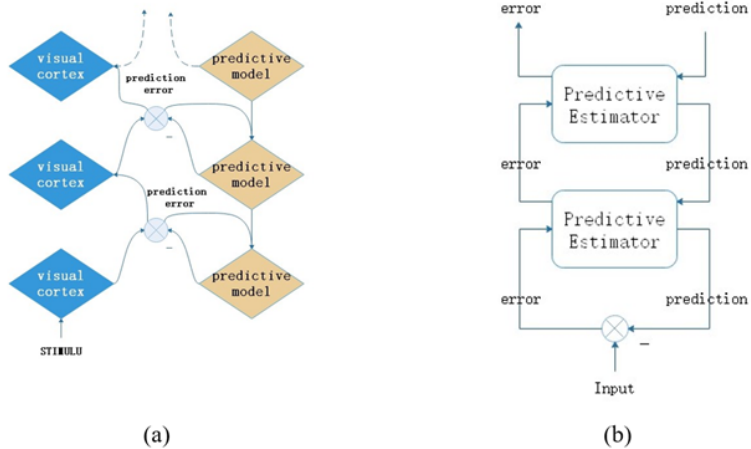 visual
cortex
predictive
model
prediction
error
visual
cortex
predictive
model
prediction
error
visual
cortex
predictive
model
STIMULU
(a)
error
prediction
Predictive
Estimator
error
prediction
Predictive
Estimator
error
prediction
Input
(b)